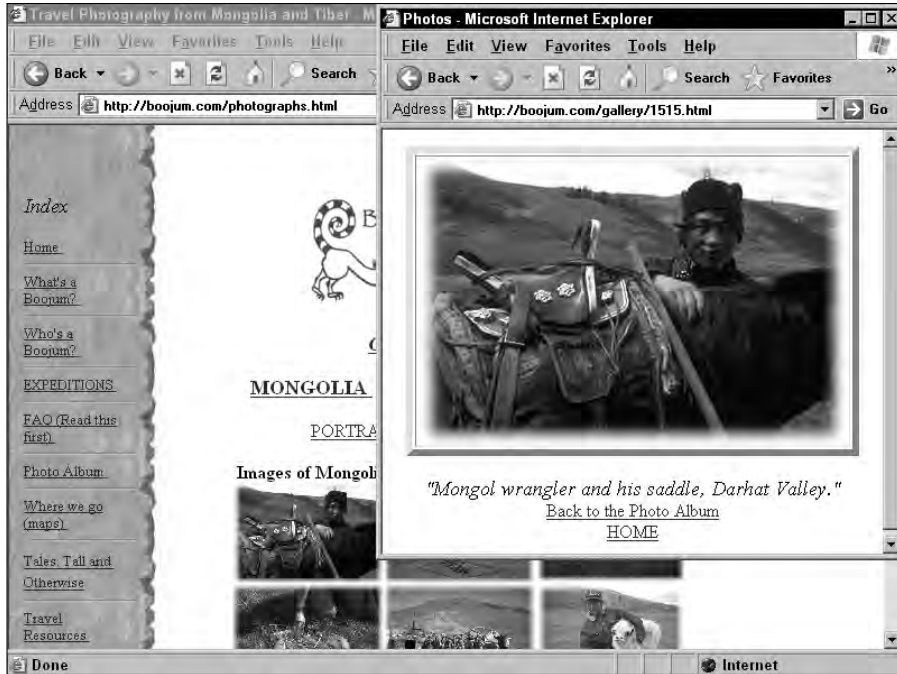 Travel Photography from Mongolia and Tibet - M
File Edit View Favorites Tools Help
Back Search
Address http://boojum.com/photographs.html
Index
Home
What's a
Boojum?
Who's a
Boojum?
EXPEDITIONS
FAQ (Read this
first)
Photo Album
Where we go
(maps)
Tales: Tall and
Otherwise
Travel
Resources
B
MONGOLIA
PORTRA
Images of Mongoli
Photos - Microsoft Internet Explorer
File Edit View Favorites Tools Help
Back Search Favorites »
Address http://boojum.com/gallery/1515.html Go
"Mongol wrangler and his saddle, Darhat Valley."
Back to the Photo Album
HOME
Done Internet